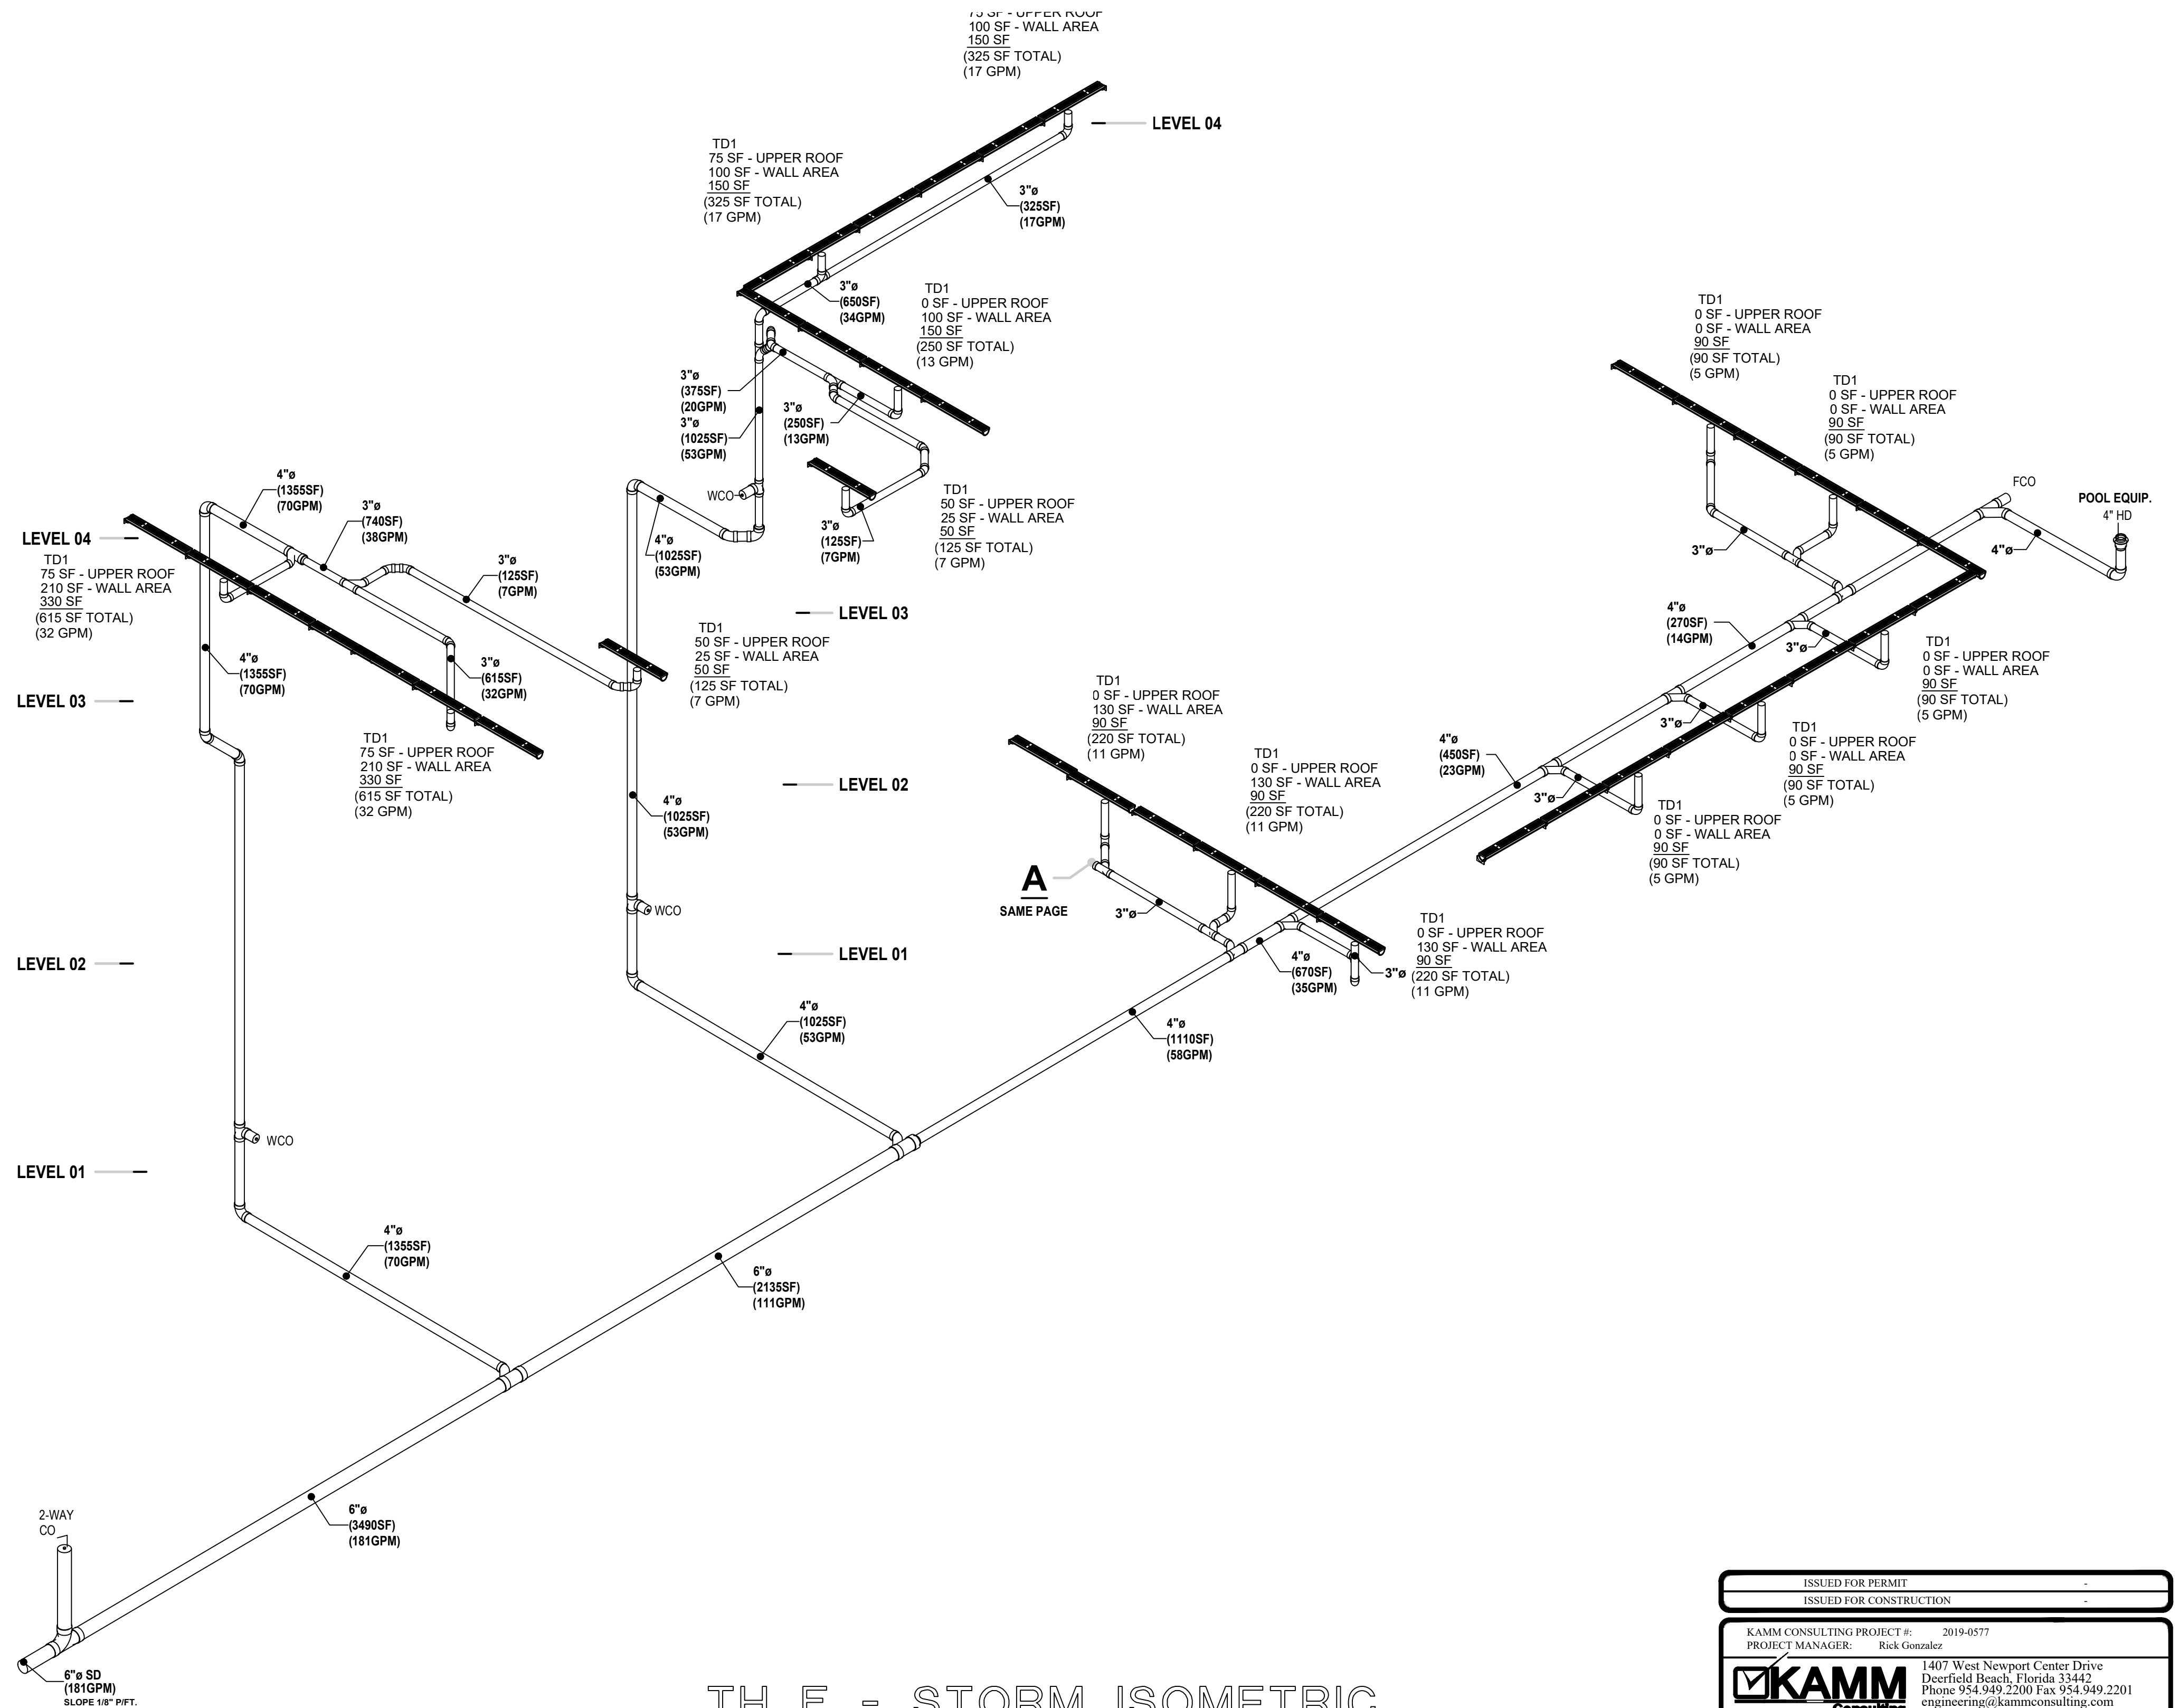 75 SF - UPPER ROOF
100 SF - WALL AREA
150 SF
(325 SF TOTAL)
(17 GPM)
LEVEL 04
TD1
75 SF - UPPER ROOF
100 SF - WALL AREA
150 SF
(325 SF TOTAL)
(17 GPM)
3"ø
(325SF)
(17GPM)
3"ø
(650SF)
(34GPM)
TD1
0 SF - UPPER ROOF
100 SF - WALL AREA
150 SF
(250 SF TOTAL)
(13 GPM)
3"ø
(375SF)
(20GPM)
3"ø
(1025SF)
(53GPM)
3"ø
(250SF)
(13GPM)
WCO
3"ø
(125SF)
(7GPM)
TD1
50 SF - UPPER ROOF
25 SF - WALL AREA
50 SF
(125 SF TOTAL)
(7 GPM)
4"ø
(1025SF)
(53GPM)
4"ø
(1355SF)
(70GPM)
3"ø
(740SF)
(38GPM)
LEVEL 04
TD1
75 SF - UPPER ROOF
210 SF - WALL AREA
330 SF
(615 SF TOTAL)
(32 GPM)
3"ø
(125SF)
(7GPM)
4"ø
(1355SF)
(70GPM)
3"ø
(615SF)
(32GPM)
LEVEL 03
TD1
75 SF - UPPER ROOF
210 SF - WALL AREA
330 SF
(615 SF TOTAL)
(32 GPM)
LEVEL 03
TD1
50 SF - UPPER ROOF
25 SF - WALL AREA
50 SF
(125 SF TOTAL)
(7 GPM)
LEVEL 02
4"ø
(1025SF)
(53GPM)
WCO
LEVEL 01
LEVEL 02
4"ø
(1025SF)
(53GPM)
WCO
LEVEL 01
4"ø
(1355SF)
(70GPM)
6"ø
(2135SF)
(111GPM)
6"ø
(3490SF)
(181GPM)
2-WAY
CO
6"ø SD
(181GPM)
SLOPE 1/8" P/FT.
TD1
0 SF - UPPER ROOF
0 SF - WALL AREA
90 SF
(90 SF TOTAL)
(5 GPM)
TD1
0 SF - UPPER ROOF
0 SF - WALL AREA
90 SF
(90 SF TOTAL)
(5 GPM)
FCO
POOL EQUIP.
4" HD
3"ø
4"ø
4"ø
(270SF)
(14GPM)
3"ø
TD1
0 SF - UPPER ROOF
0 SF - WALL AREA
90 SF
(90 SF TOTAL)
(5 GPM)
3"ø
TD1
0 SF - UPPER ROOF
0 SF - WALL AREA
90 SF
(90 SF TOTAL)
(5 GPM)
4"ø
(450SF)
(23GPM)
3"ø
TD1
0 SF - UPPER ROOF
0 SF - WALL AREA
90 SF
(90 SF TOTAL)
(5 GPM)
TD1
0 SF - UPPER ROOF
130 SF - WALL AREA
90 SF
(220 SF TOTAL)
(11 GPM)
TD1
0 SF - UPPER ROOF
130 SF - WALL AREA
90 SF
(220 SF TOTAL)
(11 GPM)
A
SAME PAGE
3"ø
TD1
0 SF - UPPER ROOF
130 SF - WALL AREA
90 SF
(220 SF TOTAL)
(11 GPM)
3"ø
4"ø
(670SF)
(35GPM)
4"ø
(1110SF)
(58GPM)
TH E - STORM ISOMETRIC
ISSUED FOR PERMIT -
ISSUED FOR CONSTRUCTION -
KAMM CONSULTING PROJECT #: 2019-0577
PROJECT MANAGER: Rick Gonzalez
KAMM
Consulting
1407 West Newport Center Drive
Deerfield Beach, Florida 33442
Phone 954.949.2200 Fax 954.949.2201
engineering@kammconsulting.com